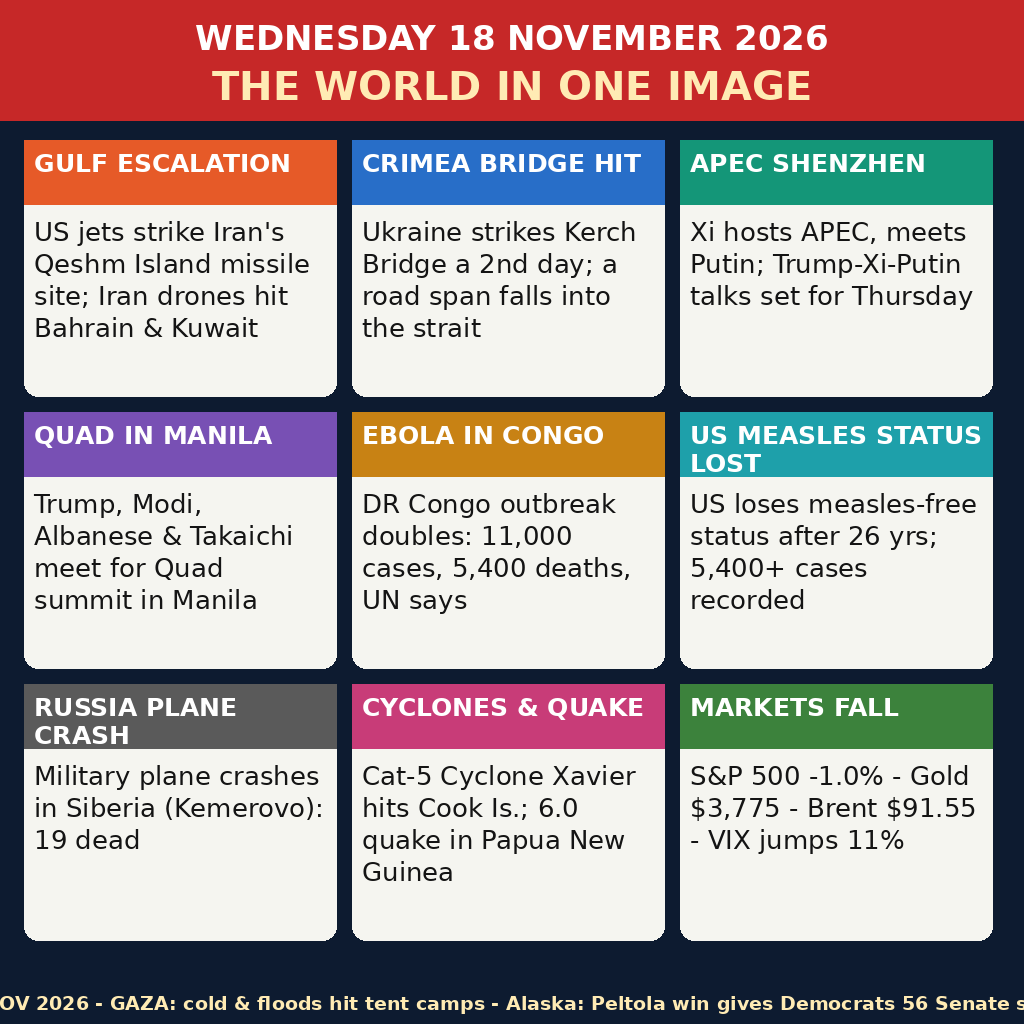 WEDNESDAY 18 NOVEMBER 2026
THE WORLD IN ONE IMAGE
GULF ESCALATION
US jets strike Iran's
Qeshm Island missile
site; Iran drones hit
Bahrain & Kuwait
CRIMEA BRIDGE HIT
Ukraine strikes Kerch
Bridge a 2nd day; a
road span falls into
the strait
APEC SHENZHEN
Xi hosts APEC, meets
Putin; Trump-Xi-Putin
talks set for Thursday
QUAD IN MANILA
Trump, Modi,
Albanese & Takaichi
meet for Quad
summit in Manila
EBOLA IN CONGO
DR Congo outbreak
doubles: 11,000
cases, 5,400 deaths,
UN says
US MEASLES STATUS
LOST
US loses measles-free
status after 26 yrs;
5,400+ cases
recorded
RUSSIA PLANE
CRASH
Military plane crashes
in Siberia (Kemerovo):
19 dead
CYCLONES & QUAKE
Cat-5 Cyclone Xavier
hits Cook Is.; 6.0
quake in Papua New
Guinea
MARKETS FALL
S&P 500 -1.0% - Gold
$3,775 - Brent $91.55
- VIX jumps 11%
OV 2026 - GAZA: cold & floods hit tent camps - Alaska: Peltola win gives Democrats 56 Senate s